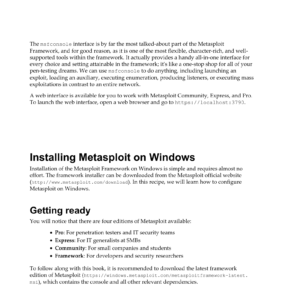 The msfconsole interface is by far the most talked-about part of the Metasploit
Framework, and for good reason, as it is one of the most flexible, character-rich, and well-
supported tools within the framework. It actually provides a handy all-in-one interface for
every choice and setting attainable in the framework; it's like a one-stop shop for all of your
pen-testing dreams. We can use msfconsole to do anything, including launching an
exploit, loading an auxiliary, executing enumeration, producing listeners, or executing mass
exploitations in contrast to an entire network.
A web interface is available for you to work with Metasploit Community, Express, and Pro.
To launch the web interface, open a web browser and go to https://localhost:3790.
Installing Metasploit on Windows
Installation of the Metasploit Framework on Windows is simple and requires almost no
effort. The framework installer can be downloaded from the Metasploit official website
(http://www.metasploit.com/download). In this recipe, we will learn how to configure
Metasploit on Windows.
Getting ready
You will notice that there are four editions of Metasploit available:
• Pro: For penetration testers and IT security teams
• Express: For IT generalists at SMBs
• Community: For small companies and students
• Framework: For developers and security researchers
To follow along with this book, it is recommended to download the latest framework
edition of Metasploit (https://windows.metasploit.com/metasploitframework-latest.
msi), which contains the console and all other relevant dependencies.